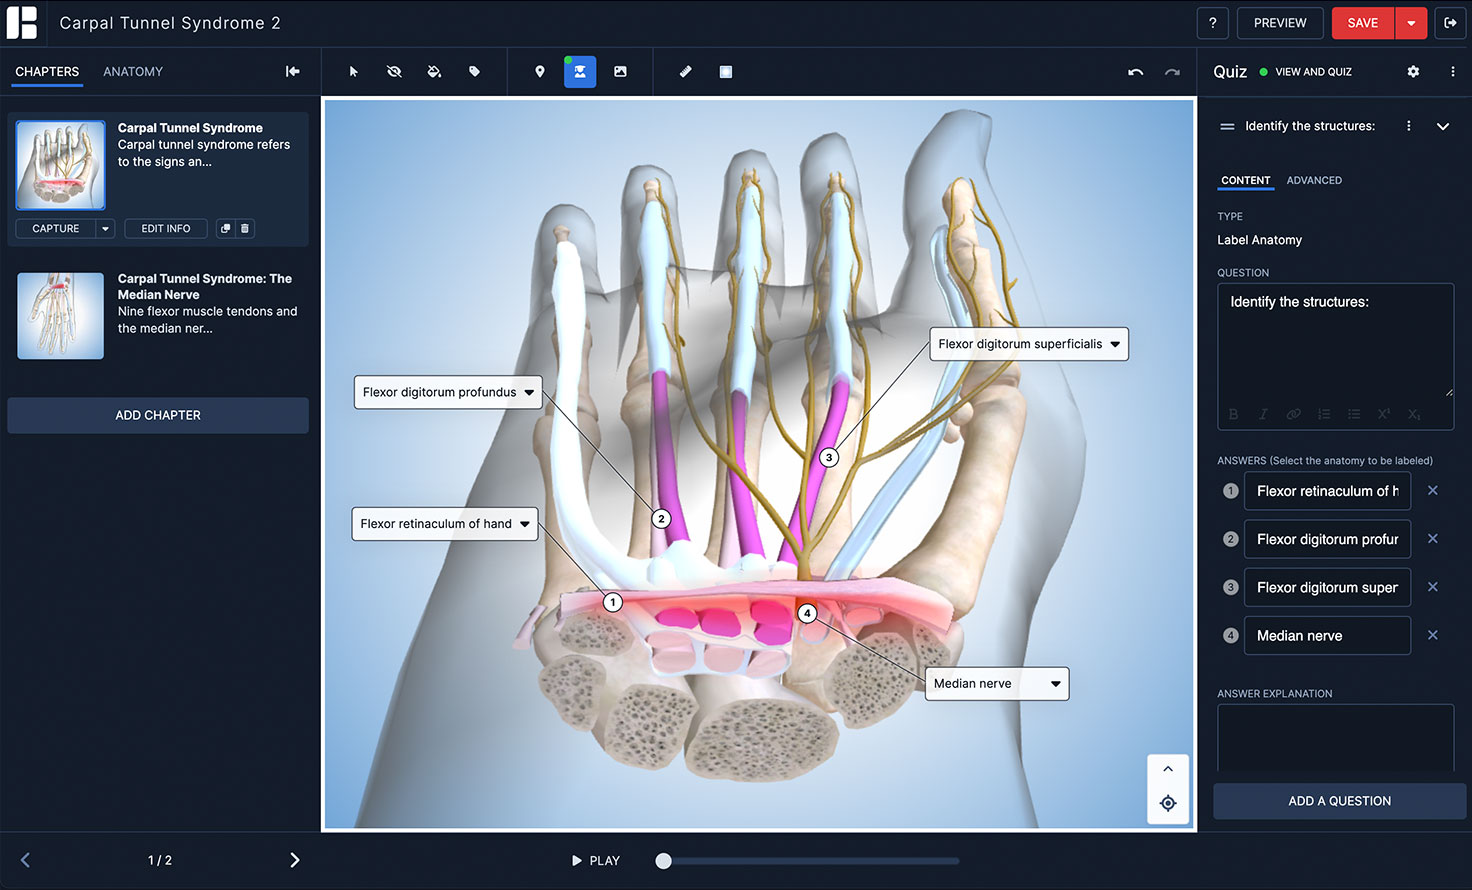 Carpal Tunnel Syndrome 2
?
PREVIEW
SAVE
CHAPTERS
ANATOMY
Quiz
VIEW AND QUIZ
Carpal Tunnel Syndrome
Carpal tunnel syndrome refers
to the signs an...
CAPTURE
EDIT INFO
Carpal Tunnel Syndrome: The
Median Nerve
Nine flexor muscle tendons and
the median ner...
ADD CHAPTER
Flexor digitorum superficialis
Flexor digitorum profundus
3
2
Flexor retinaculum of hand
1
4
Median nerve
Identify the structures:
CONTENT
ADVANCED
TYPE
Label Anatomy
QUESTION
Identify the structures:
B I X² X₁
ANSWERS (Select the anatomy to be labeled)
1 Flexor retinaculum of h
2 Flexor digitorum profur
3 Flexor digitorum super
4 Median nerve
ANSWER EXPLANATION
ADD A QUESTION
1 / 2
PLAY